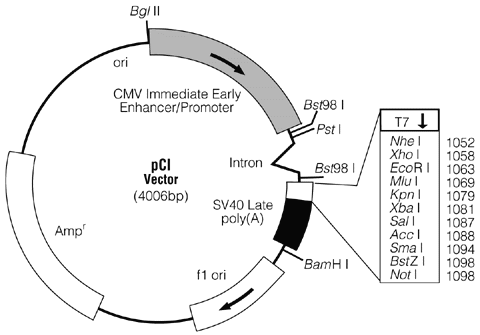 Bgl II
ori
CMV Immediate Early
Enhancer/Promoter
Bst98 I
Pst I
Intron
Bst98 I
pCI
Vector
(4006bp)
SV40 Late
poly(A)
Ampr
BamH I
f1 ori
T7
Nhe I 1052
Xho I 1058
EcoR I 1063
Mlu I 1069
Kpn I 1079
Xba I 1081
Sal I 1087
Acc I 1088
Sma I 1094
BstZ I 1098
Not I 1098